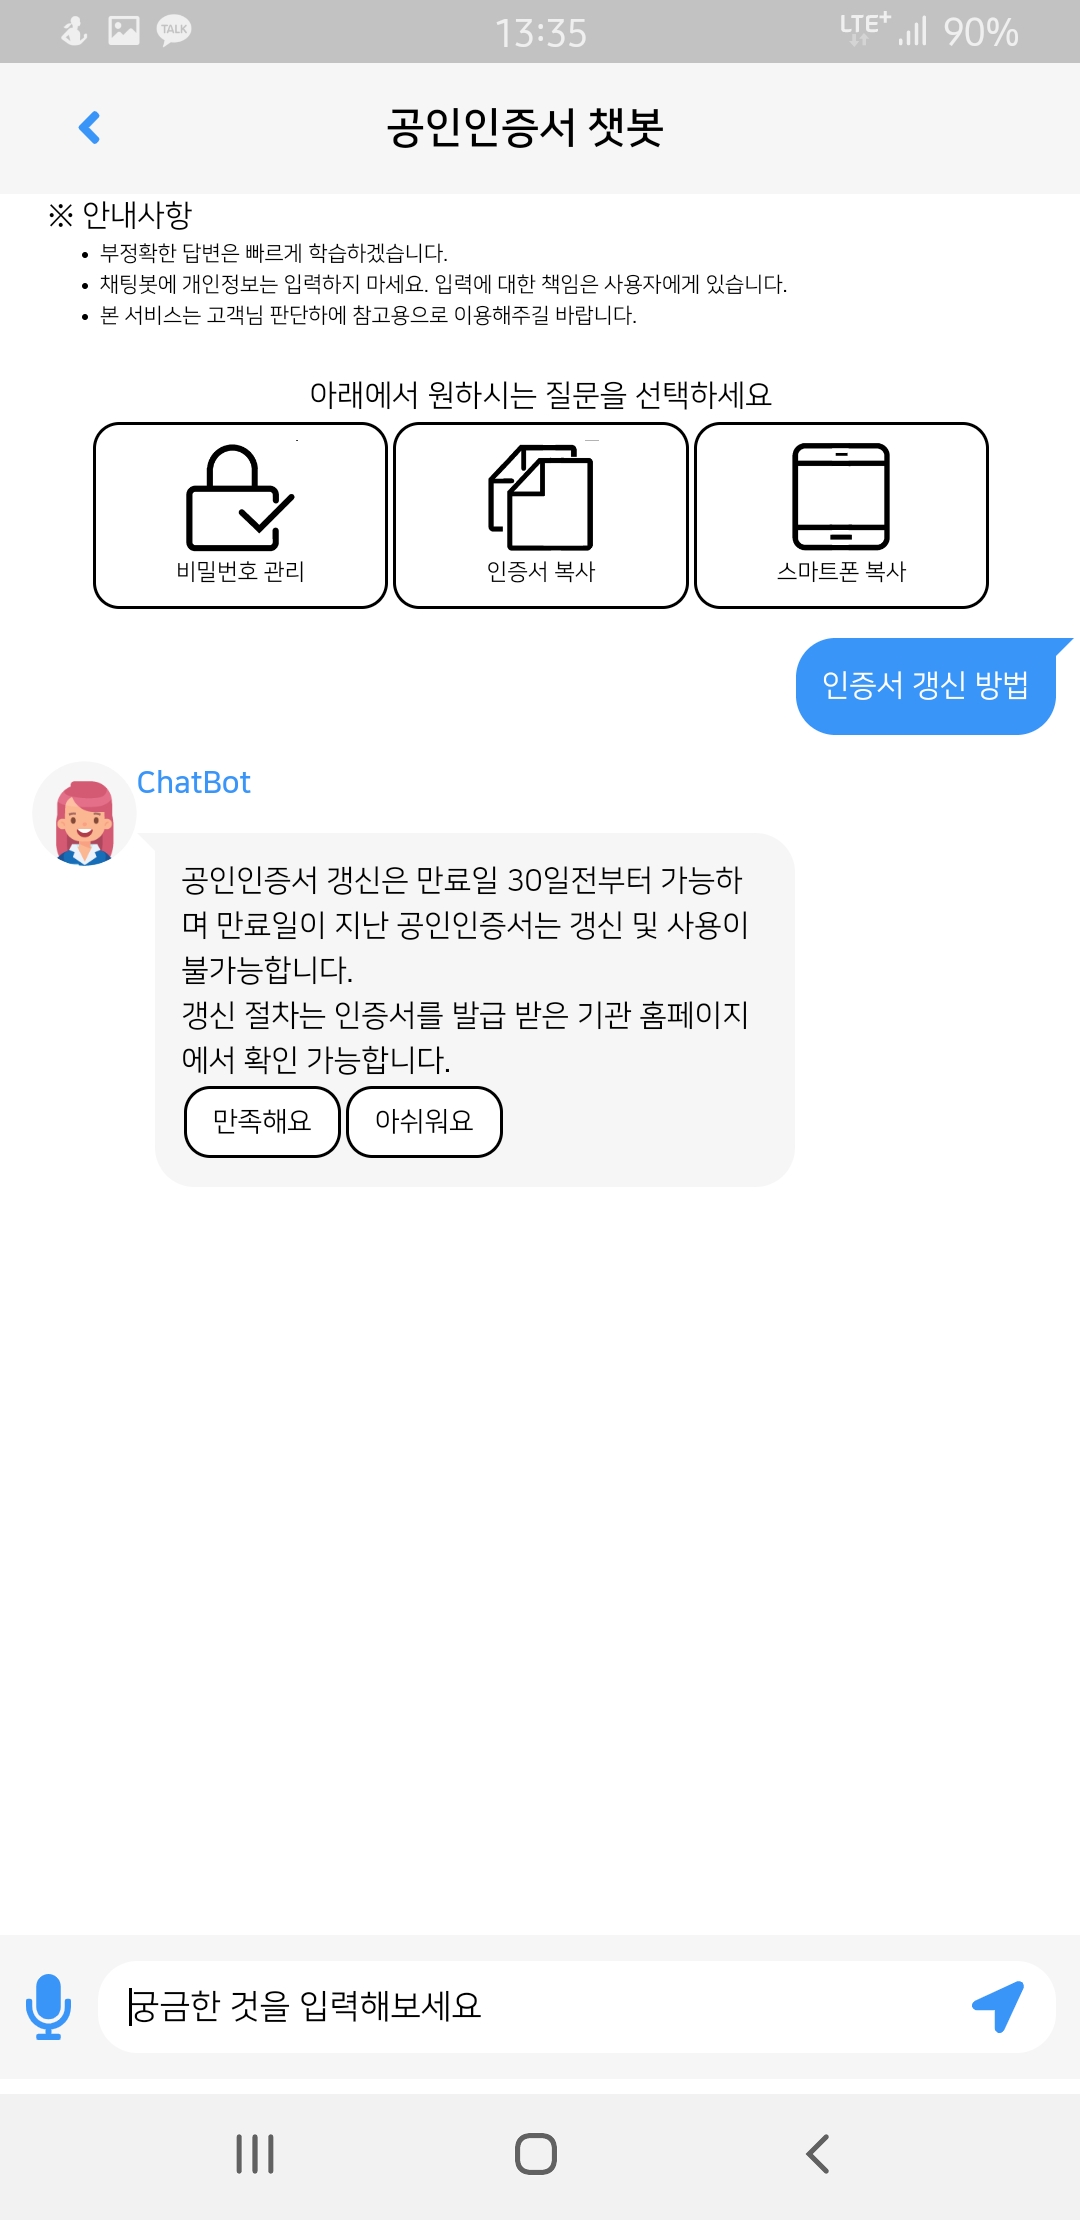 TALK
13:35
LTE+
90%
공인인증서 챗봇
※ 안내사항
• 부정확한 답변은 빠르게 학습하겠습니다.
• 채팅봇에 개인정보는 입력하지 마세요. 입력에 대한 책임은 사용자에게 있습니다.
• 본 서비스는 고객님 판단하에 참고용으로 이용해주길 바랍니다.
아래에서 원하시는 질문을 선택하세요
비밀번호 관리
인증서 복사
스마트폰 복사
인증서 갱신 방법
ChatBot
공인인증서 갱신은 만료일 30일전부터 가능하
며 만료일이 지난 공인인증서는 갱신 및 사용이
불가능합니다.
갱신 절차는 인증서를 발급 받은 기관 홈페이지
에서 확인 가능합니다.
만족해요
아쉬워요
궁금한 것을 입력해보세요